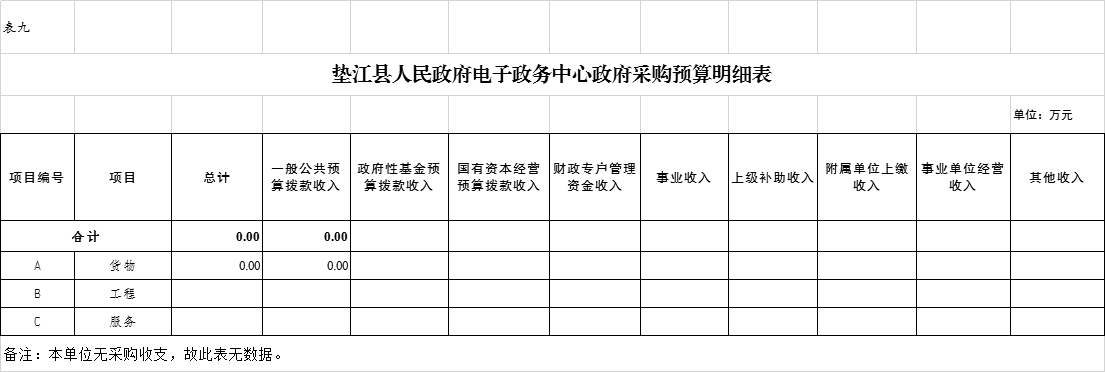 表九
垫江县人民政府电子政务中心政府采购预算明细表
单位：万元
项目编号 项目 总计 一般公共预算拨款收入 政府性基金预算拨款收入 国有资本经营预算拨款收入 财政专户管理资金收入 事业收入 上级补助收入 附属单位上缴收入 事业单位经营收入 其他收入
合计 0.00 0.00
A 货物 0.00 0.00
B 工程
C 服务
备注：本单位无采购收支，故此表无数据。